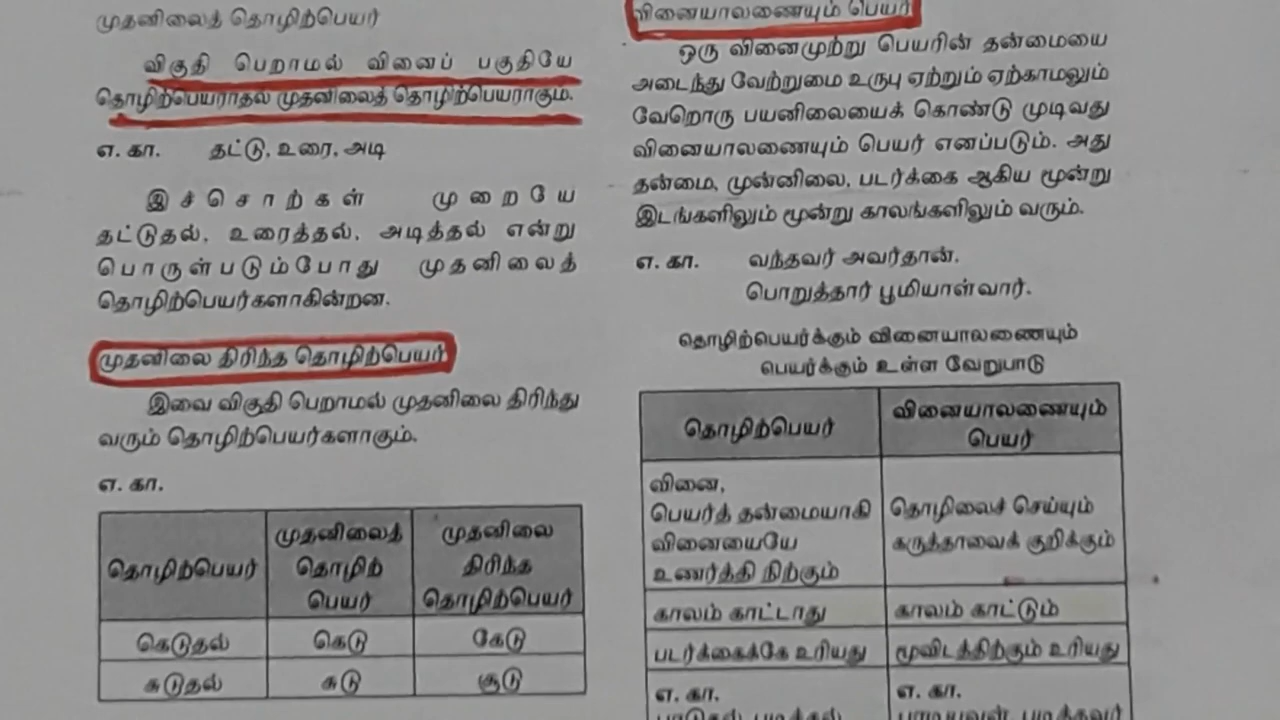 முதனிலைத் தொழிற்பெயர்
விகுதி பெறாமல் வினைப் பகுதியே
தொழிற்பெயராதல் முதனிலைத் தொழிற்பெயராகும்.
எ. கா. தட்டு, உரை, அடி
இச்சொற்கள் முறையே
தட்டுதல், உரைத்தல், அடித்தல் என்று
பொருள்படும்போது முதனிலைத்
தொழிற்பெயர்களாகின்றன.
முதனிலை திரிந்த தொழிற்பெயர்
இவை விகுதி பெறாமல் முதனிலை திரிந்து
வரும் தொழிற்பெயர்களாகும்.
எ. கா.
தொழிற்பெயர்
முதனிலைத்
தொழிற்
பெயர்
முதனிலை
திரிந்த
தொழிற்பெயர்
கெடுதல் கெடு கேடு
சுடுதல் சுடு சூடு
வினையாலணையும் பெயர்
ஒரு வினைமுற்று பெயரின் தன்மையை
அடைந்து வேற்றுமை உருபு ஏற்றும் ஏற்காமலும்
வேறொரு பயனிலையைக் கொண்டு முடிவது
வினையாலணையும் பெயர் எனப்படும். அது
தன்மை, முன்னிலை, படர்க்கை ஆகிய மூன்று
இடங்களிலும் மூன்று காலங்களிலும் வரும்.
எ. கா. வந்தவர் அவர்தான்.
பொறுத்தார் பூமியாள்வார்.
தொழிற்பெயர்க்கும் வினையாலணையும்
பெயர்க்கும் உள்ள வேறுபாடு
தொழிற்பெயர்
வினையாலணையும்
பெயர்
வினை,
பெயர்த் தன்மையாகி
வினையையே
உணர்த்தி நிற்கும்
தொழிலைச் செய்யும்
கருத்தாவைக் குறிக்கும்
காலம் காட்டாது காலம் காட்டும்
படர்க்கைக்கே உரியது மூவிடத்திற்கும் உரியது
எ. கா. எ. கா.